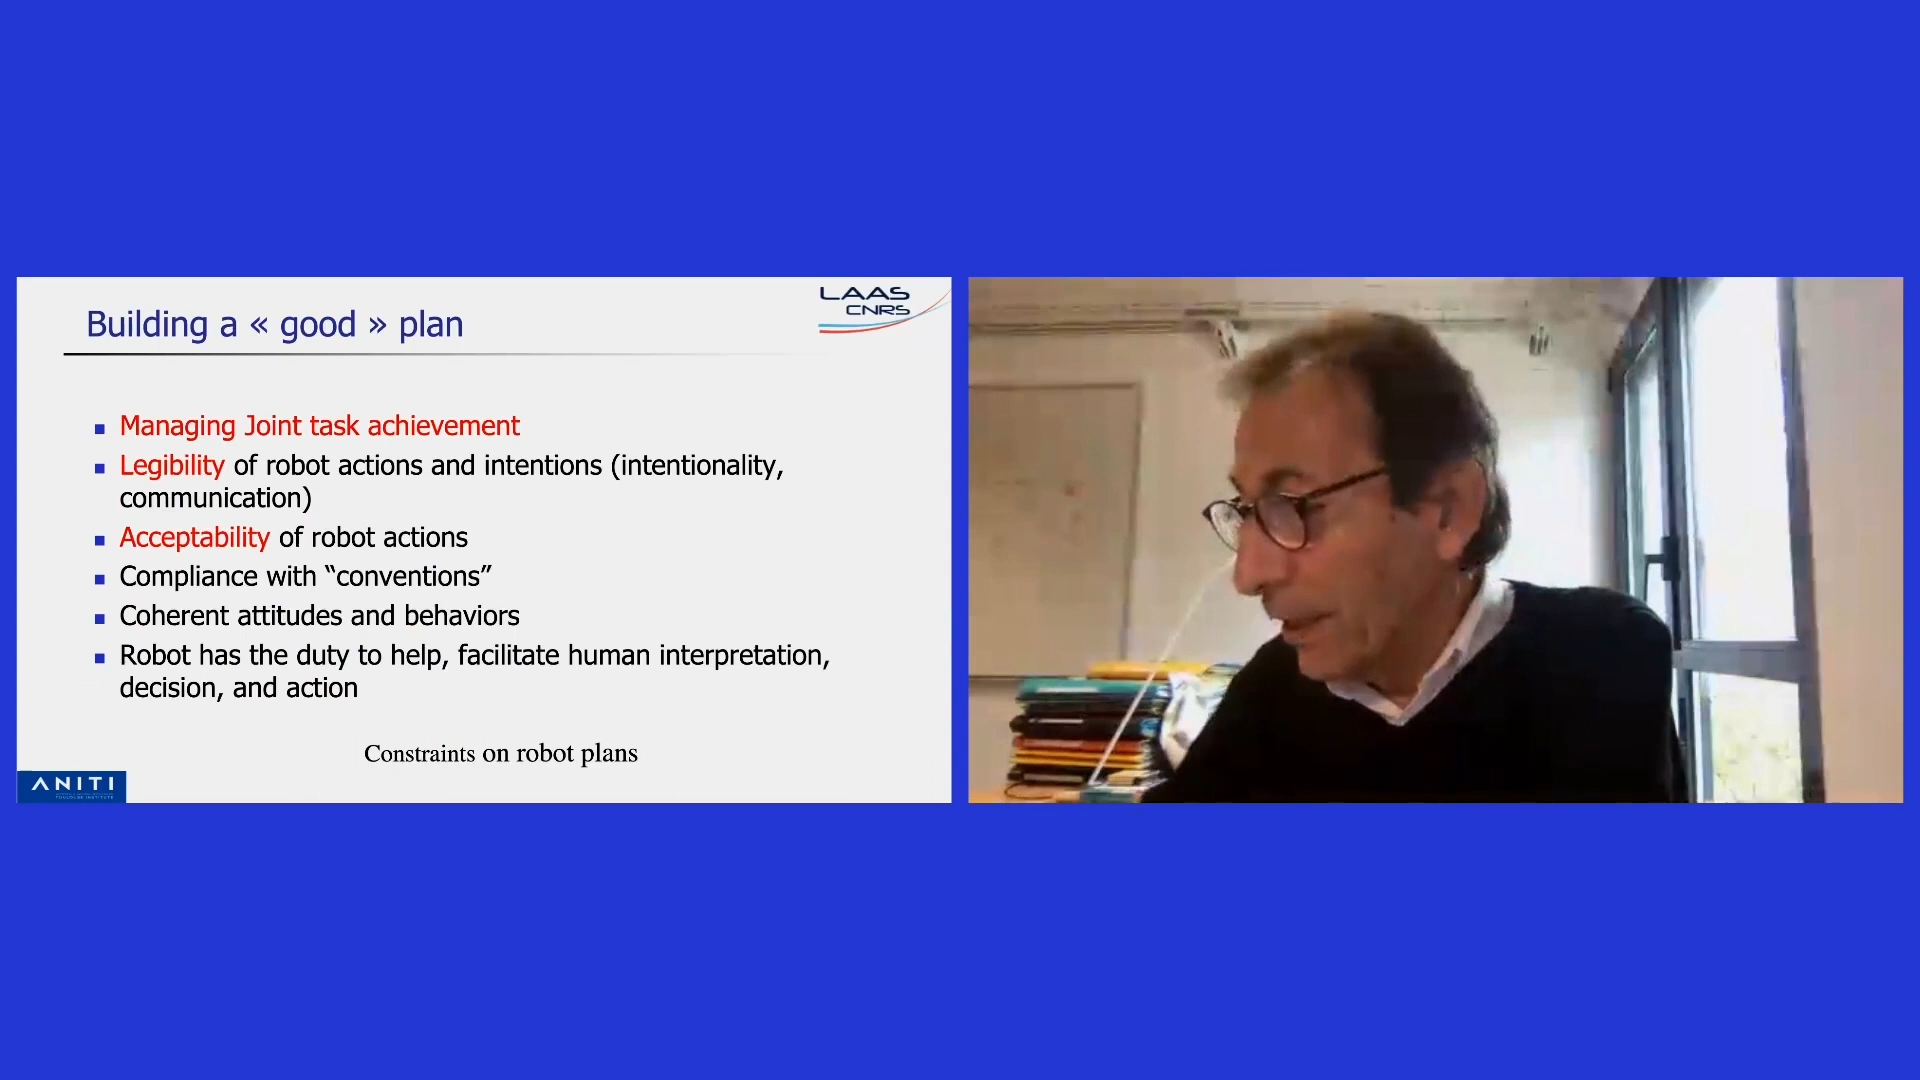 LAAS
CNRS
Building a « good » plan
Managing Joint task achievement
Legibility of robot actions and intentions (intentionality,
communication)
Acceptability of robot actions
Compliance with “conventions”
Coherent attitudes and behaviors
Robot has the duty to help, facilitate human interpretation,
decision, and action
Constraints on robot plans
ANITI